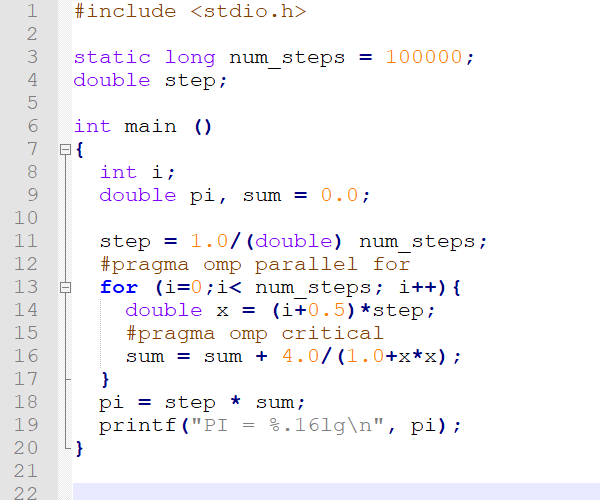 1 #include <stdio.h>
2
3 static long num_steps = 100000;
4 double step;
5
6 int main ()
7 {
8   int i;
9   double pi, sum = 0.0;
10
11   step = 1.0/(double) num_steps;
12   #pragma omp parallel for
13   for (i=0;i< num_steps; i++){
14     double x = (i+0.5)*step;
15     #pragma omp critical
16     sum = sum + 4.0/(1.0+x*x);
17   }
18   pi = step * sum;
19   printf("PI = %.16lg\n", pi);
20 }
21
22